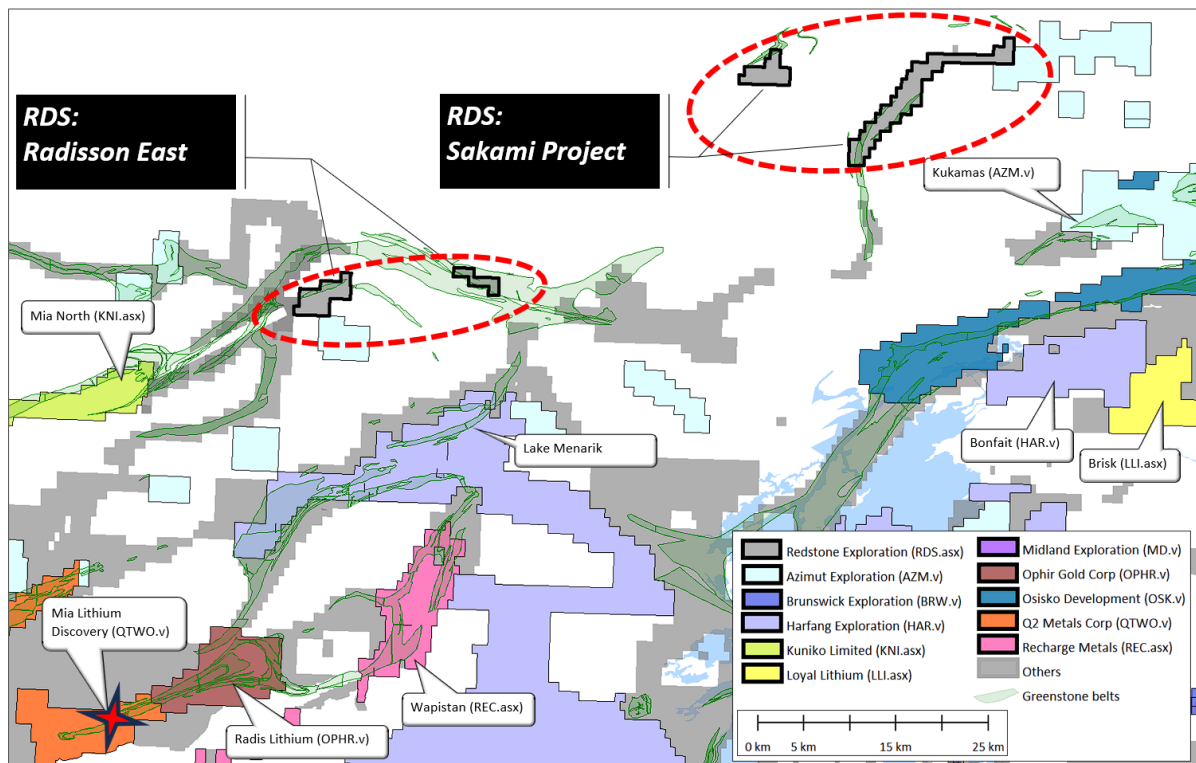 RDS:
Radisson East
RDS:
Sakami Project
Kukamas (AZM.v)
Mia North (KNI.asx)
Lake Menarik
Bonfait (HAR.v)
Brisk (LLI.asx)
Mia Lithium
Discovery (QTWO.v)
Wapistan (REC.asx)
Radis Lithium (OPHR.v)
Redstone Exploration (RDS.asx)
Azimut Exploration (AZM.v)
Brunswick Exploration (BRW.v)
Harfang Exploration (HAR.v)
Kuniko Limited (KNI.asx)
Loyal Lithium (LLI.asx)
Midland Exploration (MD.v)
Ophir Gold Corp (OPHR.v)
Osisko Development (OSK.v)
Q2 Metals Corp (QTWO.v)
Recharge Metals (REC.asx)
Others
Greenstone belts
0 km 5 km 15 km 25 km